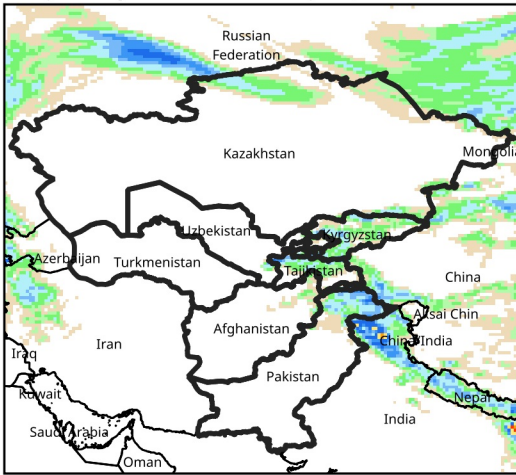 Russian
Federation
Kazakhstan
Mongolia
Uzbekistan
Kyrgyzstan
Azerbaijan
Turkmenistan
Tajikistan
China
Afghanistan
Aksai Chin
Iran
China/India
Iraq
Pakistan
Kuwait
Nepal
India
Saudi Arabia
Oman